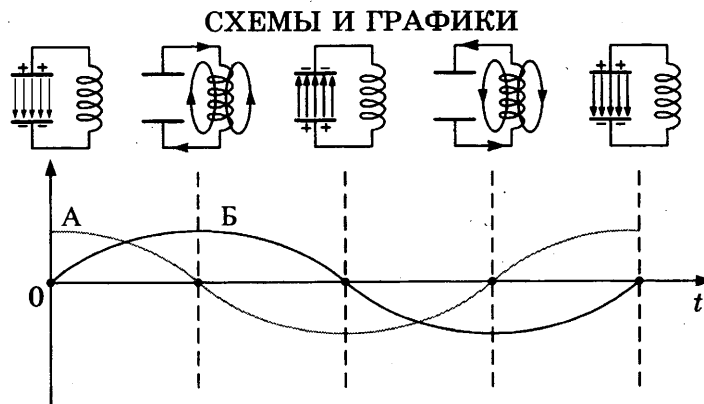 СХЕМЫ И ГРАФИКИ
+ + − − + +
− − + + − −
А Б
0 t